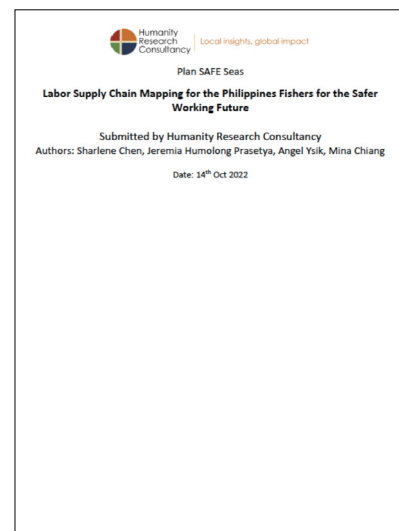 Humanity
Research
Consultancy
Local insights, global impact
Plan SAFE Seas
Labor Supply Chain Mapping for the Philippines Fishers for the Safer
Working Future
Submitted by Humanity Research Consultancy
Authors: Sharlene Chen, Jeremia Humolong Prasetya, Angel Ysik, Mina Chiang
Date: 14th Oct 2022